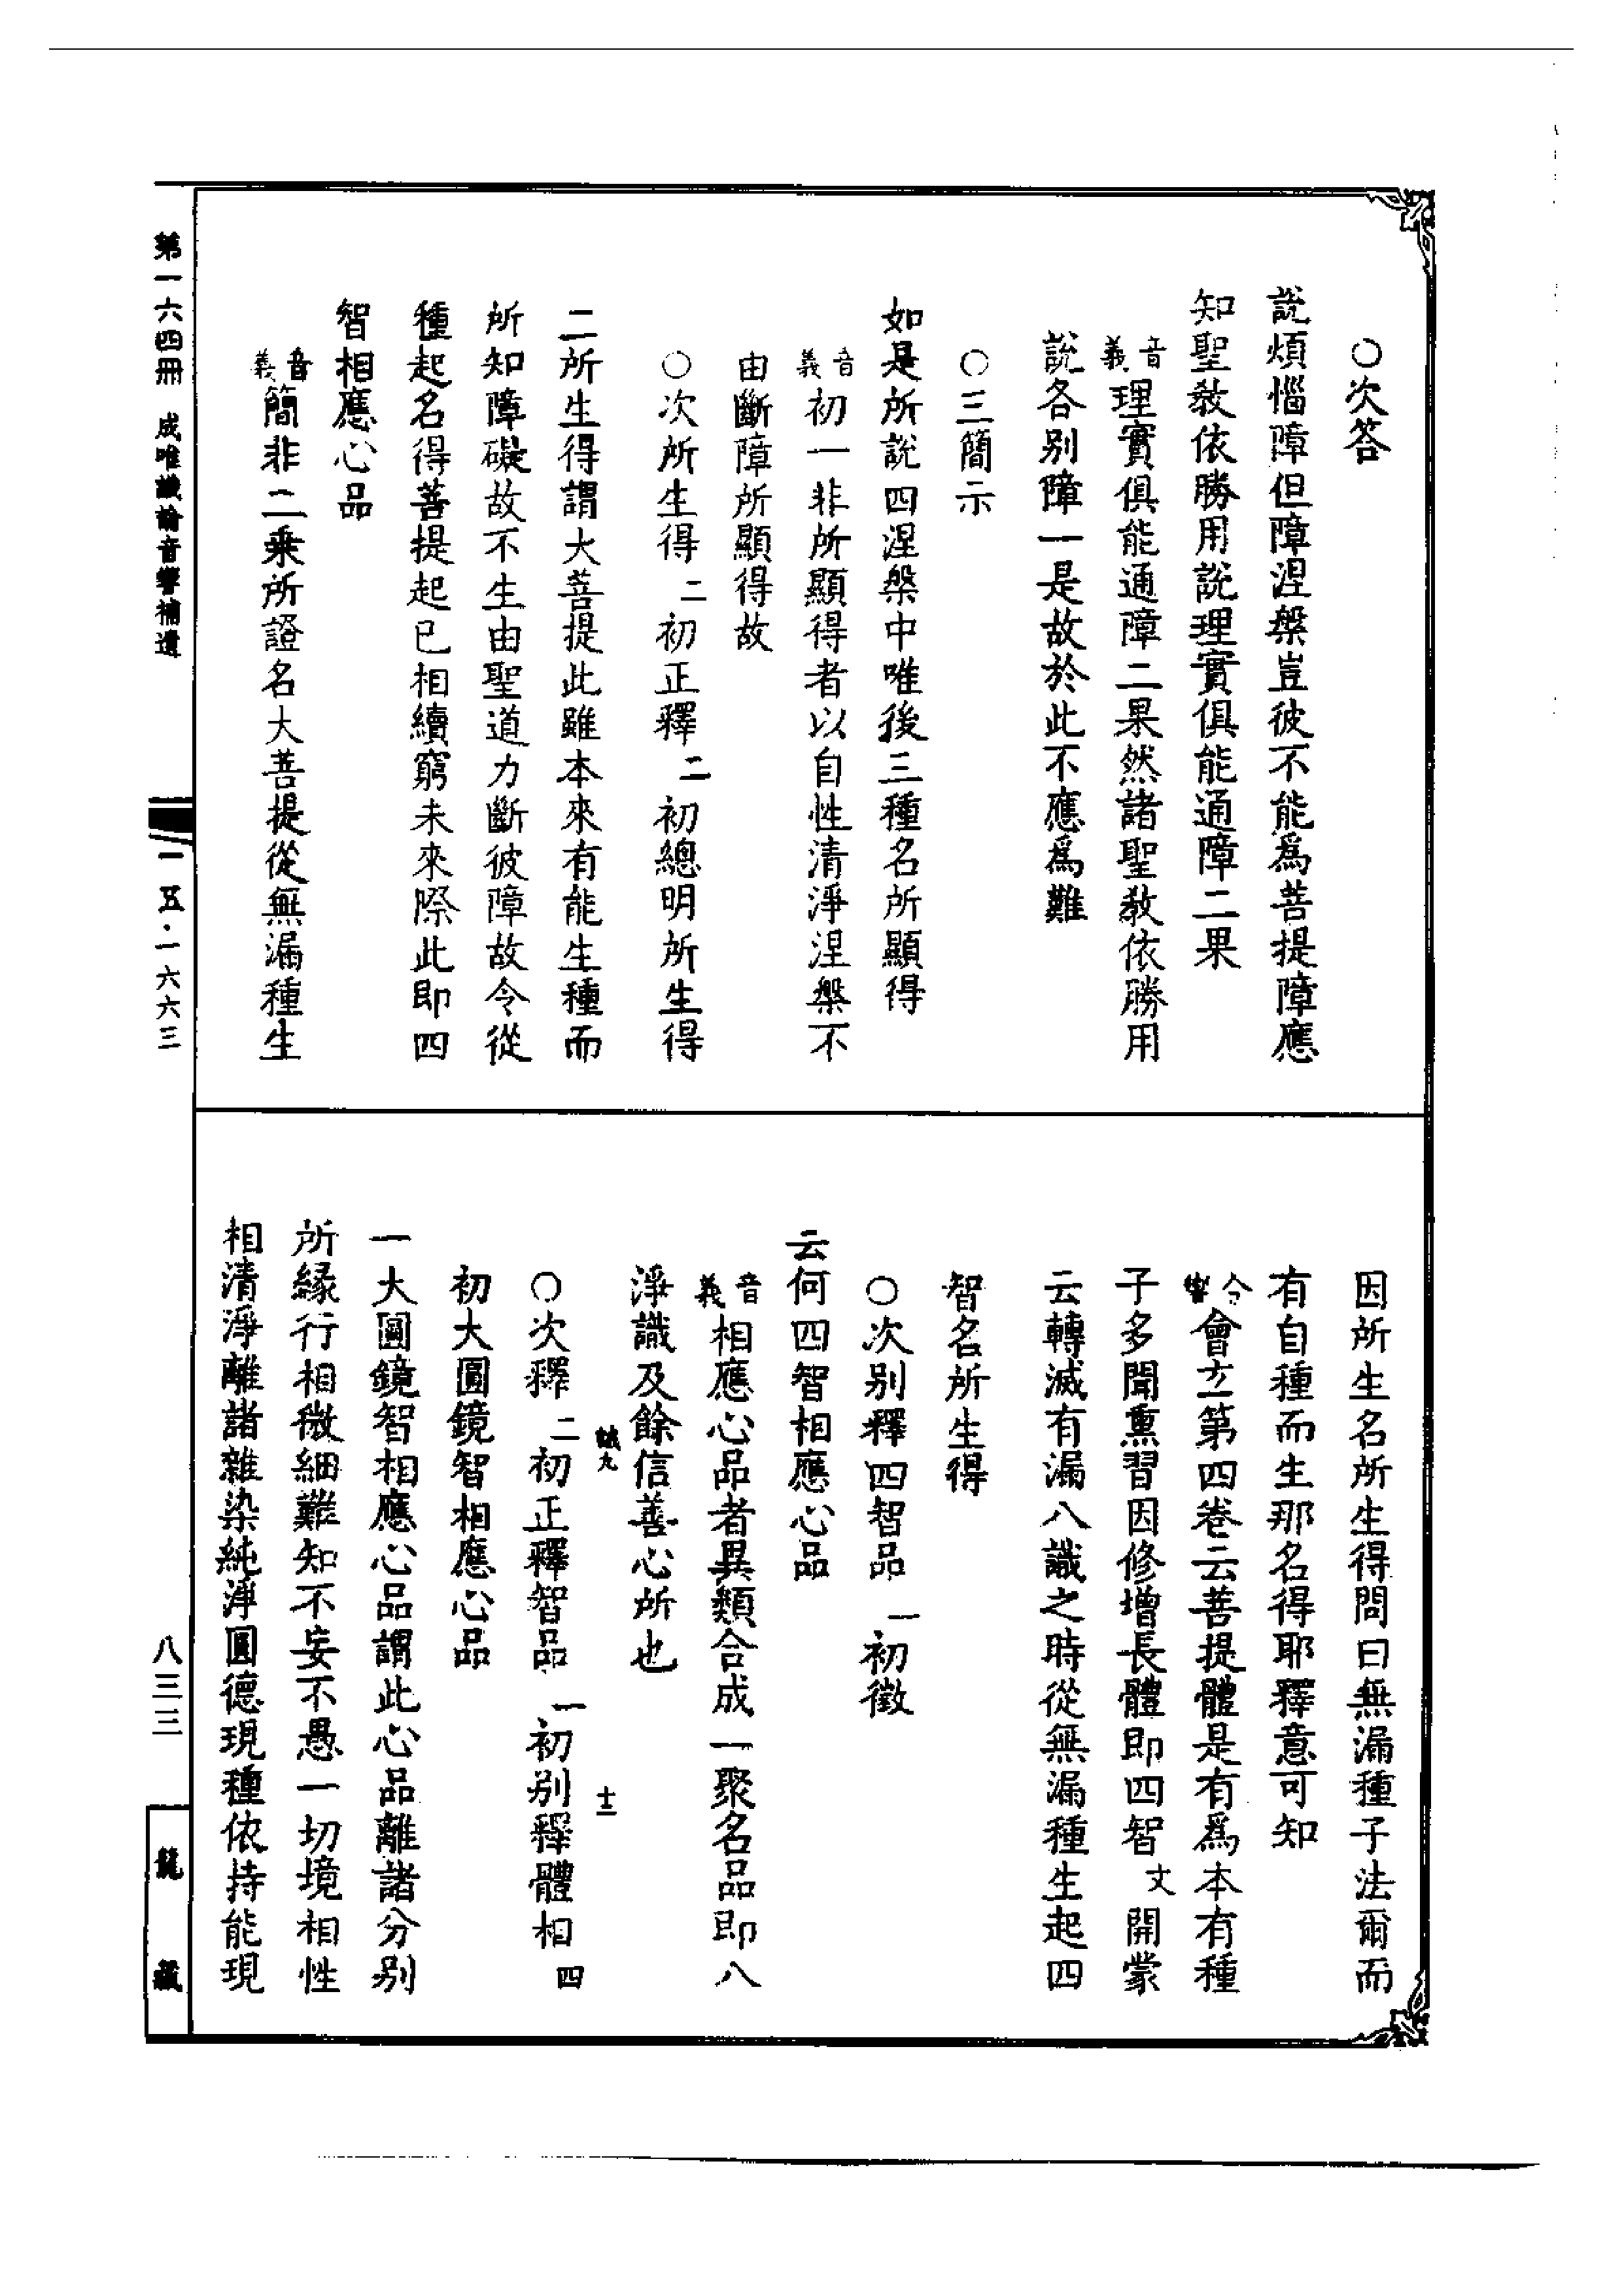 ○次答
說煩惱障但障涅槃豈彼不能爲菩提障應
知聖教依勝用說理實俱能通障二果
音義理實俱能通障二果然諸聖教依勝用
說各别障一是故於此不應爲難
○三簡示
如是所說四涅槃中唯後三種名所顯得
音義初一非所顯得者以自性清淨涅槃不
由斷障所顯得故
○次所生得二初正釋二初總明所生得
二所生得謂大菩提此雖本來有能生種而
所知障礙故不生由聖道力斷彼障故令從
種起名得菩提起已相續窮未來際此即四
智相應心品
音義簡非二乘所證名大菩提從無漏種生
因所生名所生得問曰無漏種子法爾而
有自種而生那名得耶釋意可知
今響會玄第四卷云菩提體是有爲本有種
子多聞熏習因修增長體即四智文開蒙
云轉滅有漏八識之時從無漏種生起四
智名所生得
○次别釋四智品一初徵
云何四智相應心品
音義相應心品者異類合成一聚名品即八
淨識及餘信善心所也
誠九 十二
○次釋二初正釋智品一初别釋體相四
初大圓鏡智相應心品
一大圓鏡智相應心品謂此心品離諸分别
所緣行相微細難知不妄不愚一切境相性
相清淨離諸雜染純淨圓德現種依持能現
第一六四冊 成唯識論音響補遺
一五·一六六三
八三三
龍藏